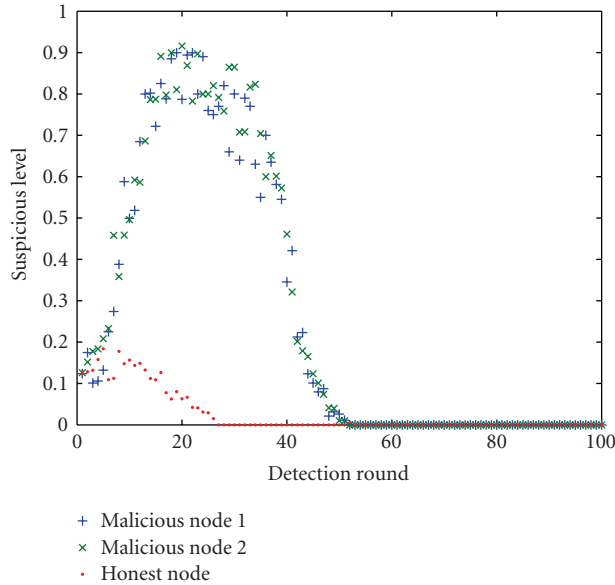 Suspicious level
1
0.9
0.8
0.7
0.6
0.5
0.4
0.3
0.2
0.1
0
0 20 40 60 80 100
Detection round
Malicious node 1
Malicious node 2
Honest node